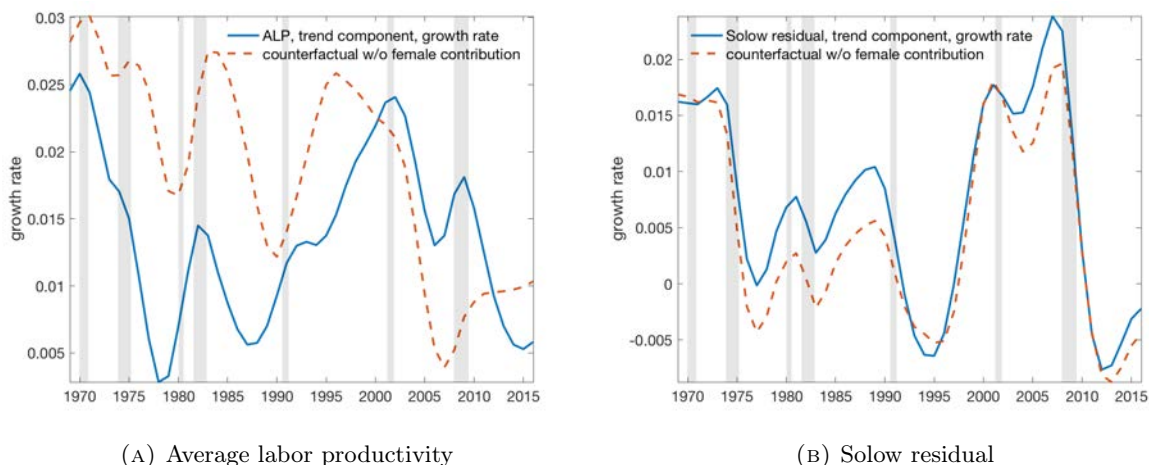 0.03
0.025
0.02
0.015
0.01
0.005
growth rate
ALP, trend component, growth rate
counterfactual w/o female contribution
1970 1975 1980 1985 1990 1995 2000 2005 2010 2015
(A) Average labor productivity
0.02
0.015
0.01
0.005
0
-0.005
growth rate
Solow residual, trend component, growth rate
counterfactual w/o female contribution
1970 1975 1980 1985 1990 1995 2000 2005 2010 2015
(B) Solow residual